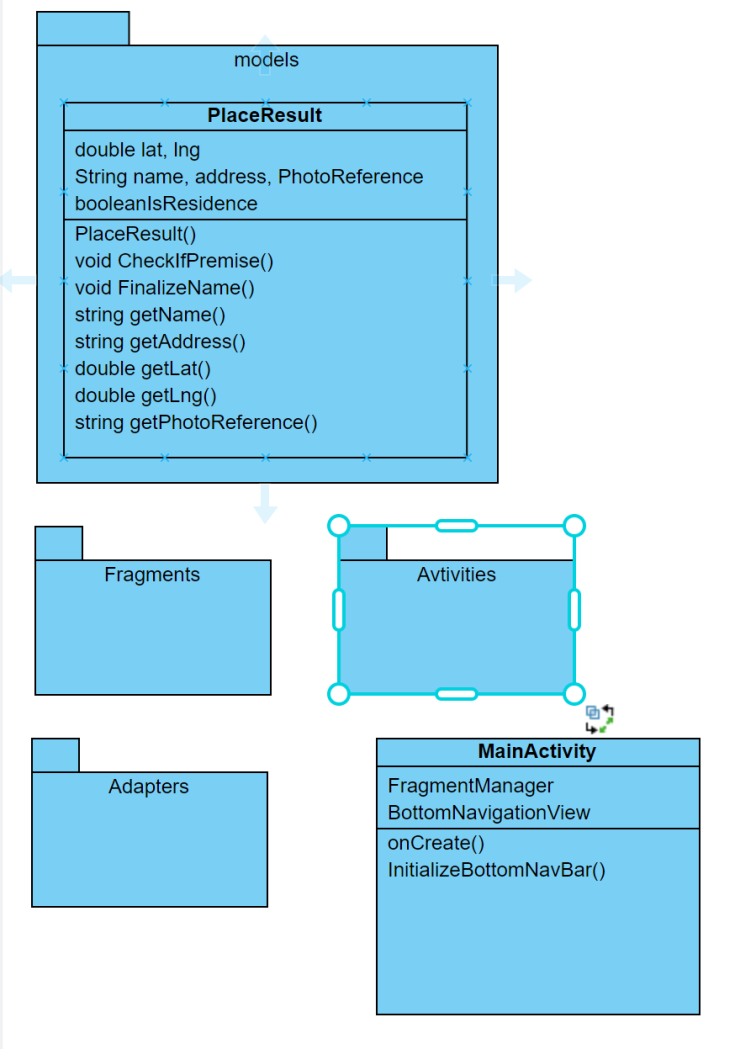 models
PlaceResult
double lat, lng
String name, address, PhotoReference
booleanIsResidence
PlaceResult()
void CheckIfPremise()
void FinalizeName()
string getName()
string getAddress()
double getLat()
double getLng()
string getPhotoReference()
Fragments
Avtivities
Adapters
MainActivity
FragmentManager
BottomNavigationView
onCreate()
InitializeBottomNavBar()